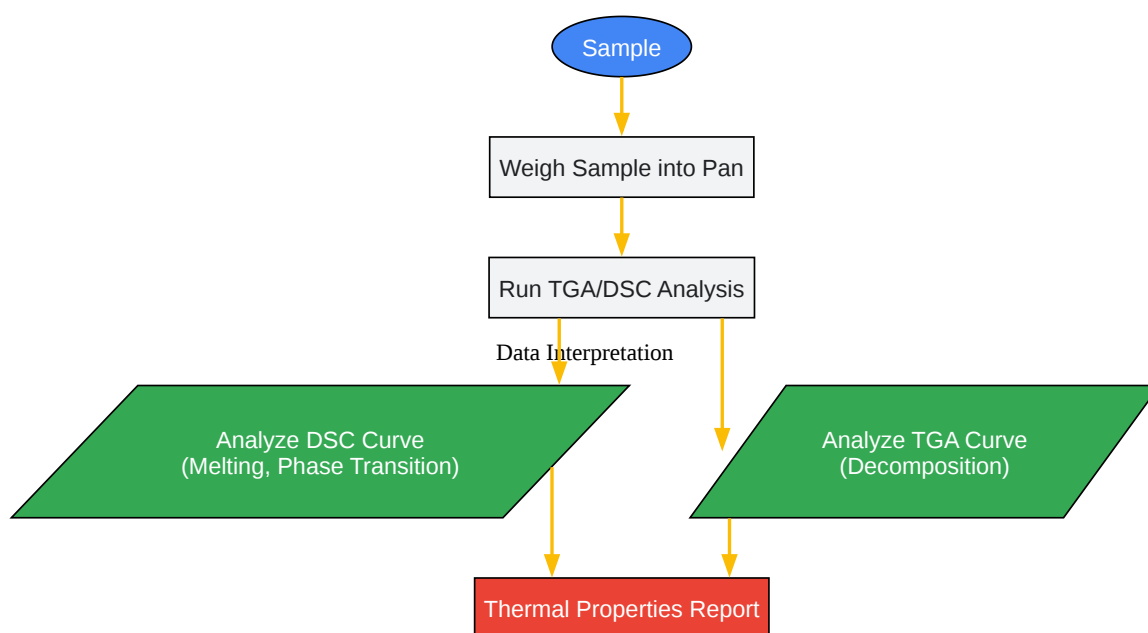 Sample
Weigh Sample into Pan
Run TGA/DSC Analysis
Data Interpretation
Analyze DSC Curve
(Melting, Phase Transition)
Analyze TGA Curve
(Decomposition)
Thermal Properties Report